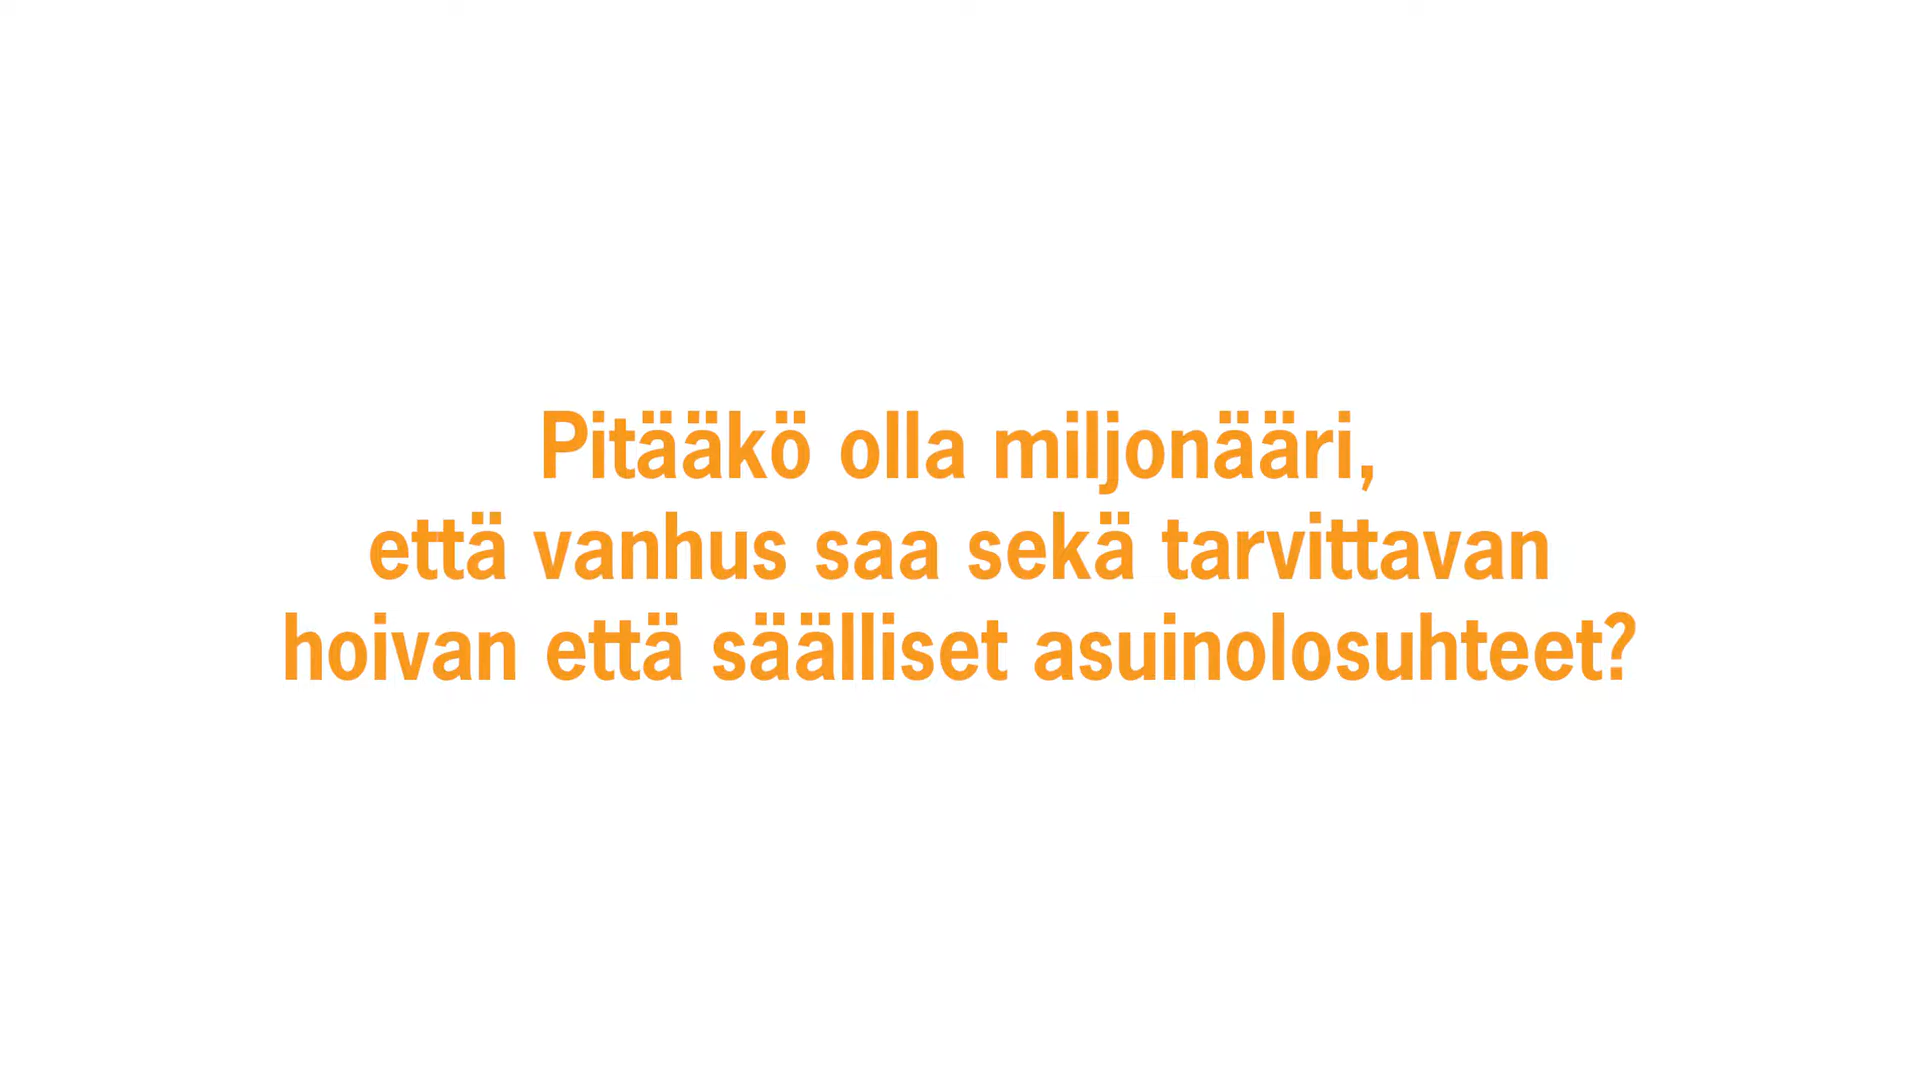 Pitääkö olla miljonääri,
että vanhus saa sekä tarvittavan
hoivan että säälliset asuinolosuhteet?